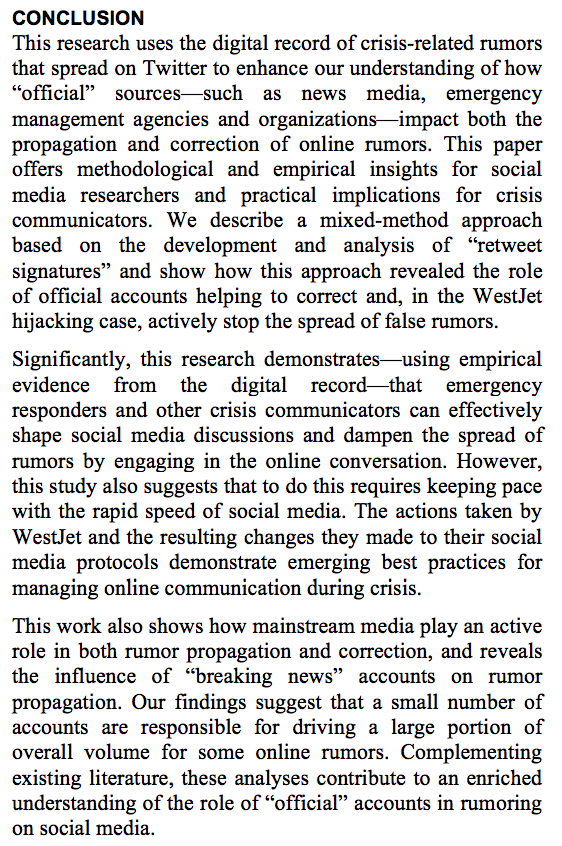 CONCLUSION
This research uses the digital record of crisis-related rumors
that spread on Twitter to enhance our understanding of how
“official” sources—such as news media, emergency
management agencies and organizations—impact both the
propagation and correction of online rumors. This paper
offers methodological and empirical insights for social
media researchers and practical implications for crisis
communicators. We describe a mixed-method approach
based on the development and analysis of “retweet
signatures” and show how this approach revealed the role
of official accounts helping to correct and, in the WestJet
hijacking case, actively stop the spread of false rumors.
Significantly, this research demonstrates—using empirical
evidence from the digital record—that emergency
responders and other crisis communicators can effectively
shape social media discussions and dampen the spread of
rumors by engaging in the online conversation. However,
this study also suggests that to do this requires keeping pace
with the rapid speed of social media. The actions taken by
WestJet and the resulting changes they made to their social
media protocols demonstrate emerging best practices for
managing online communication during crisis.
This work also shows how mainstream media play an active
role in both rumor propagation and correction, and reveals
the influence of “breaking news” accounts on rumor
propagation. Our findings suggest that a small number of
accounts are responsible for driving a large portion of
overall volume for some online rumors. Complementing
existing literature, these analyses contribute to an enriched
understanding of the role of “official” accounts in rumoring
on social media.